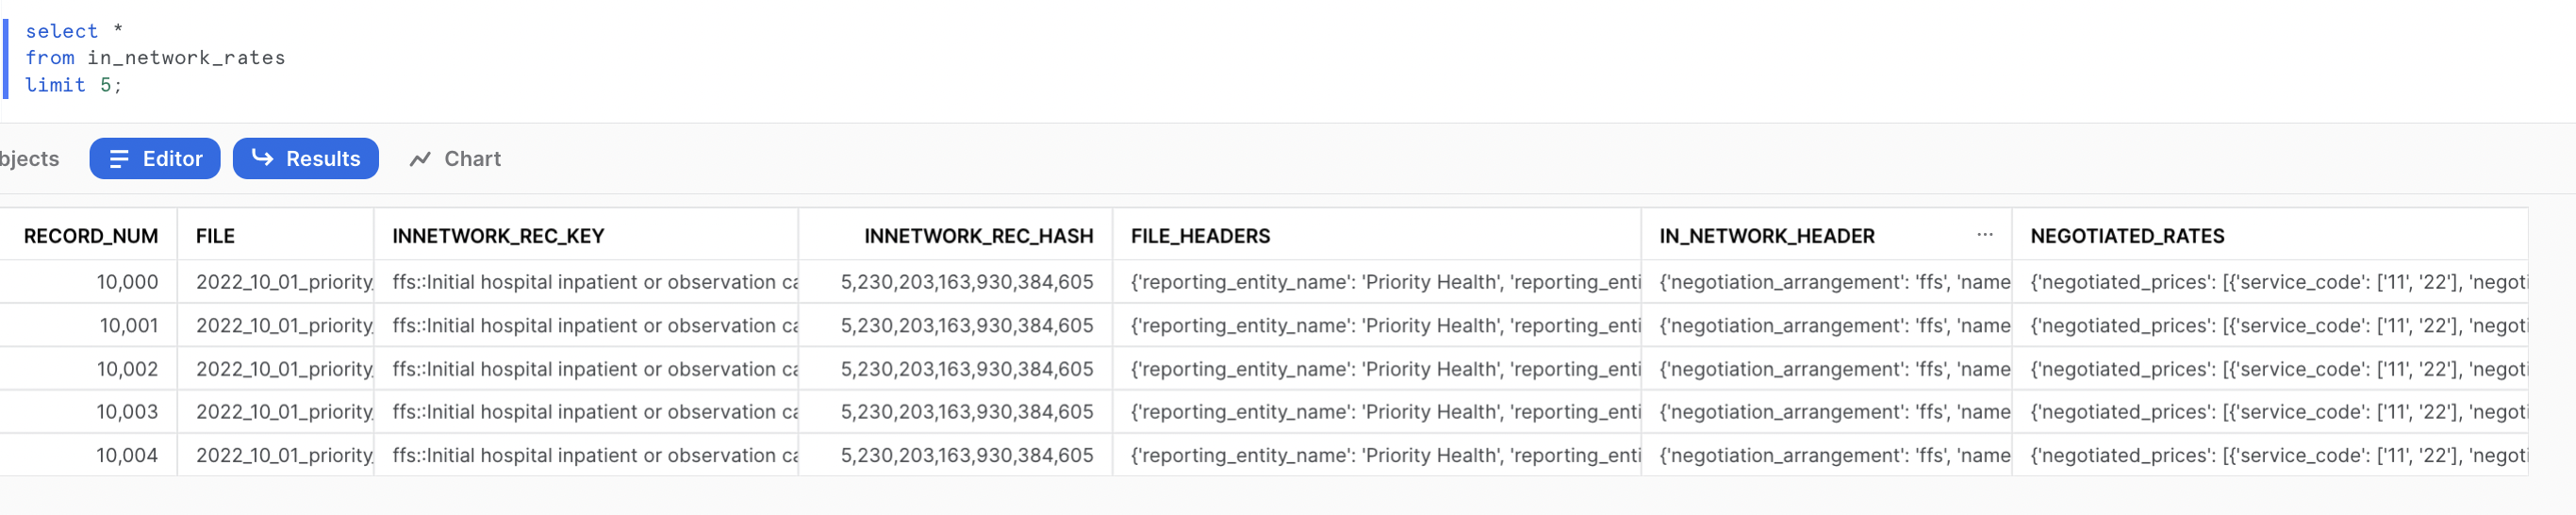 select *
from in_network_rates
limit 5;
bjects Editor Results Chart
RECORD_NUM FILE INNETWORK_REC_KEY INNETWORK_REC_HASH FILE_HEADERS IN_NETWORK_HEADER ... NEGOTIATED_RATES
10,000 2022_10_01_priority_ ffs::Initial hospital inpatient or observation ca 5,230,203,163,930,384,605 {'reporting_entity_name': 'Priority Health', 'reporting_enti {'negotiation_arrangement': 'ffs', 'name {'negotiated_prices': [{'service_code': ['11', '22'], 'negoti
10,001 2022_10_01_priority_ ffs::Initial hospital inpatient or observation ca 5,230,203,163,930,384,605 {'reporting_entity_name': 'Priority Health', 'reporting_enti {'negotiation_arrangement': 'ffs', 'name {'negotiated_prices': [{'service_code': ['11', '22'], 'negoti
10,002 2022_10_01_priority_ ffs::Initial hospital inpatient or observation ca 5,230,203,163,930,384,605 {'reporting_entity_name': 'Priority Health', 'reporting_enti {'negotiation_arrangement': 'ffs', 'name {'negotiated_prices': [{'service_code': ['11', '22'], 'negoti
10,003 2022_10_01_priority_ ffs::Initial hospital inpatient or observation ca 5,230,203,163,930,384,605 {'reporting_entity_name': 'Priority Health', 'reporting_enti {'negotiation_arrangement': 'ffs', 'name {'negotiated_prices': [{'service_code': ['11', '22'], 'negoti
10,004 2022_10_01_priority_ ffs::Initial hospital inpatient or observation ca 5,230,203,163,930,384,605 {'reporting_entity_name': 'Priority Health', 'reporting_enti {'negotiation_arrangement': 'ffs', 'name {'negotiated_prices': [{'service_code': ['11', '22'], 'negoti